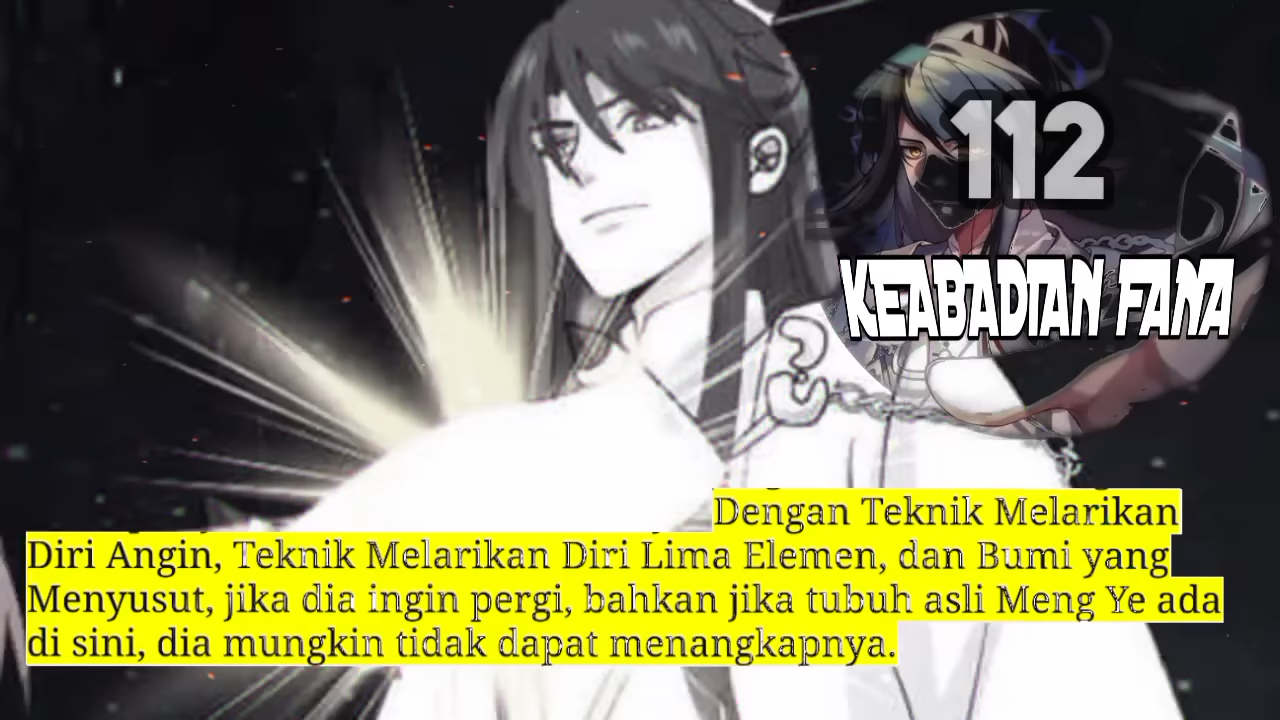 112
KEABADIAN FANA
Dengan Teknik Melarikan
Diri Angin, Teknik Melarikan Diri Lima Elemen, dan Bumi yang
Menyusut, jika dia ingin pergi, bahkan jika tubuh asli Meng Ye ada
di sini, dia mungkin tidak dapat menangkapnya.